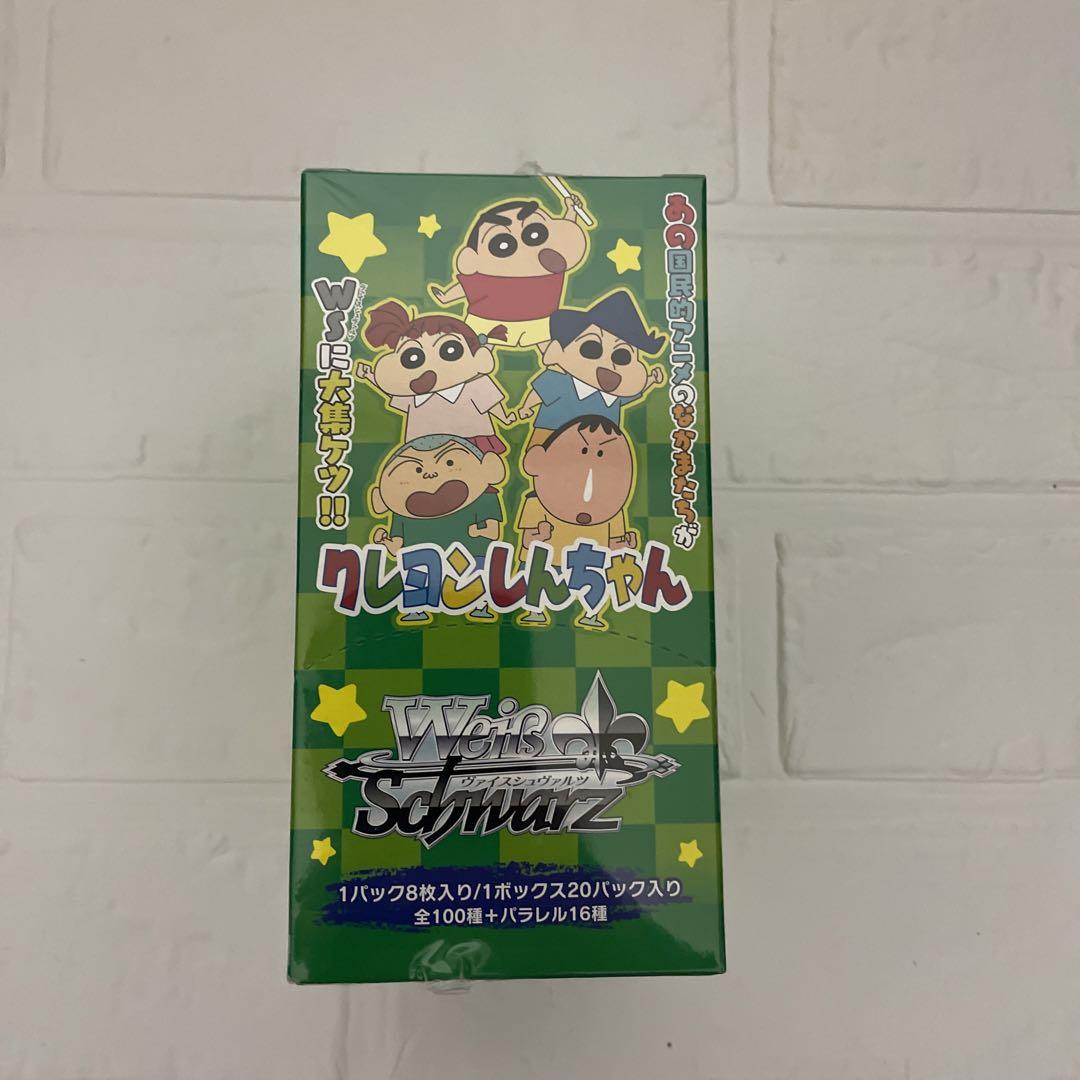 あの国民的アニメのなかまたちが
WSに大集ケツ!!
クレヨンしんちゃん
Weiß
ヴァイスシュヴァルツ
Schwarz
1パック8枚入り/1ボックス20パック入り
全100種+パラレル16種